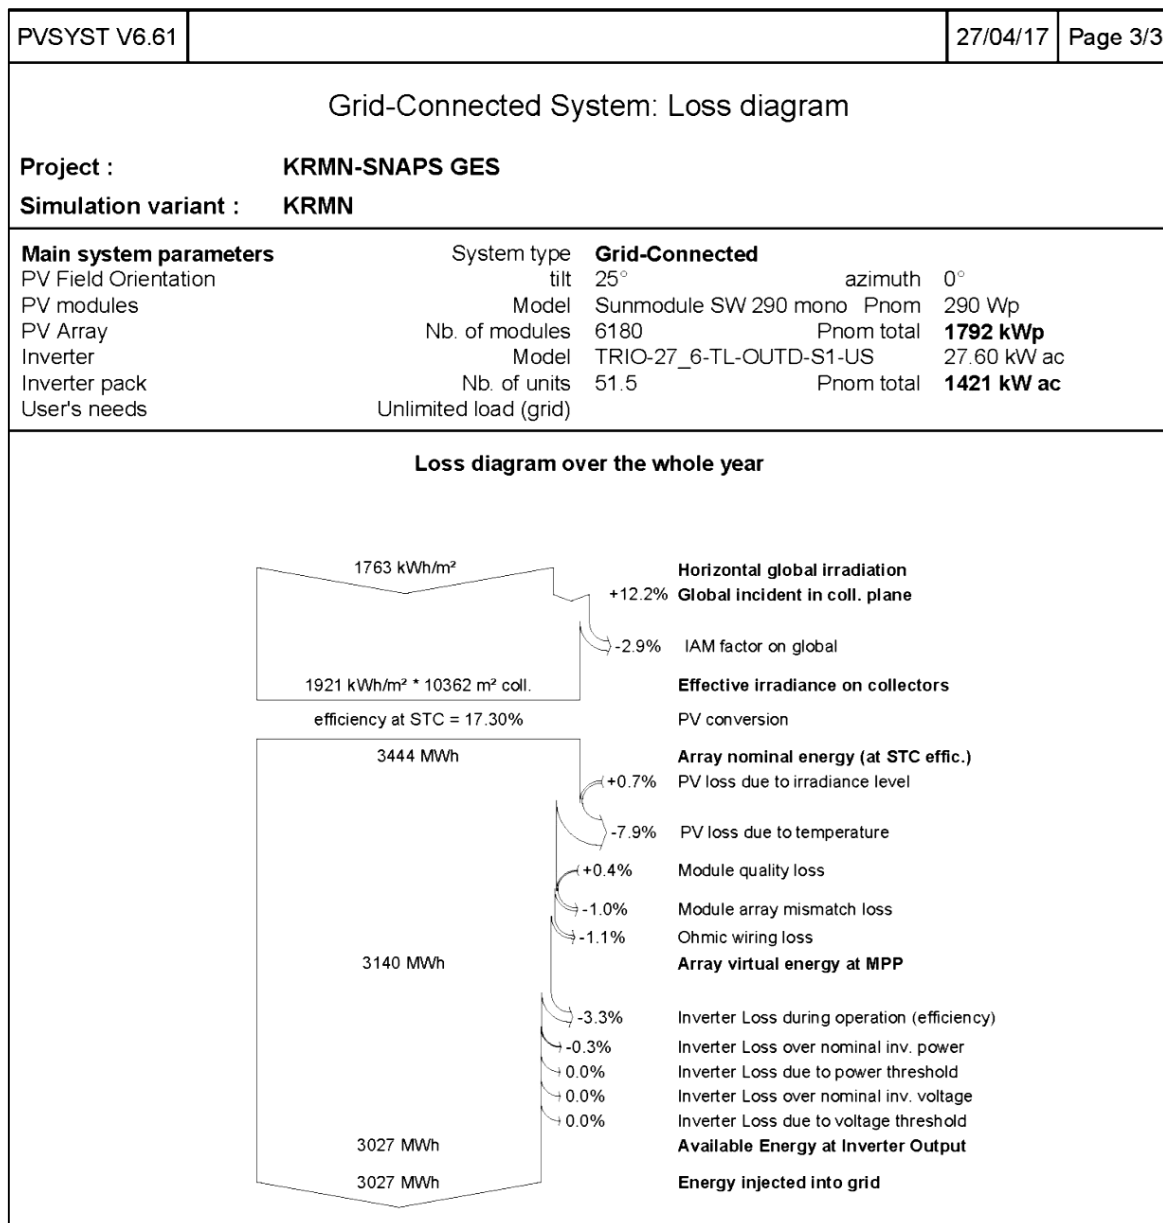 PVSYST V6.61 27/04/17 Page 3/3
Grid-Connected System: Loss diagram
Project : KRMN-SNAPS GES
Simulation variant : KRMN
Main system parameters System type Grid-Connected
PV Field Orientation tilt 25° azimuth 0°
PV modules Model Sunmodule SW 290 mono Pnom 290 Wp
PV Array Nb. of modules 6180 Pnom total 1792 kWp
Inverter Model TRIO-27_6-TL-OUTD-S1-US 27.60 kW ac
Inverter pack Nb. of units 51.5 Pnom total 1421 kW ac
User's needs Unlimited load (grid)
Loss diagram over the whole year
1763 kWh/m² Horizontal global irradiation
+12.2% Global incident in coll. plane
-2.9% IAM factor on global
1921 kWh/m² * 10362 m² coll. Effective irradiance on collectors
efficiency at STC = 17.30% PV conversion
3444 MWh Array nominal energy (at STC effic.)
+0.7% PV loss due to irradiance level
-7.9% PV loss due to temperature
+0.4% Module quality loss
-1.0% Module array mismatch loss
-1.1% Ohmic wiring loss
3140 MWh Array virtual energy at MPP
-3.3% Inverter Loss during operation (efficiency)
-0.3% Inverter Loss over nominal inv. power
0.0% Inverter Loss due to power threshold
0.0% Inverter Loss over nominal inv. voltage
0.0% Inverter Loss due to voltage threshold
3027 MWh Available Energy at Inverter Output
3027 MWh Energy injected into grid